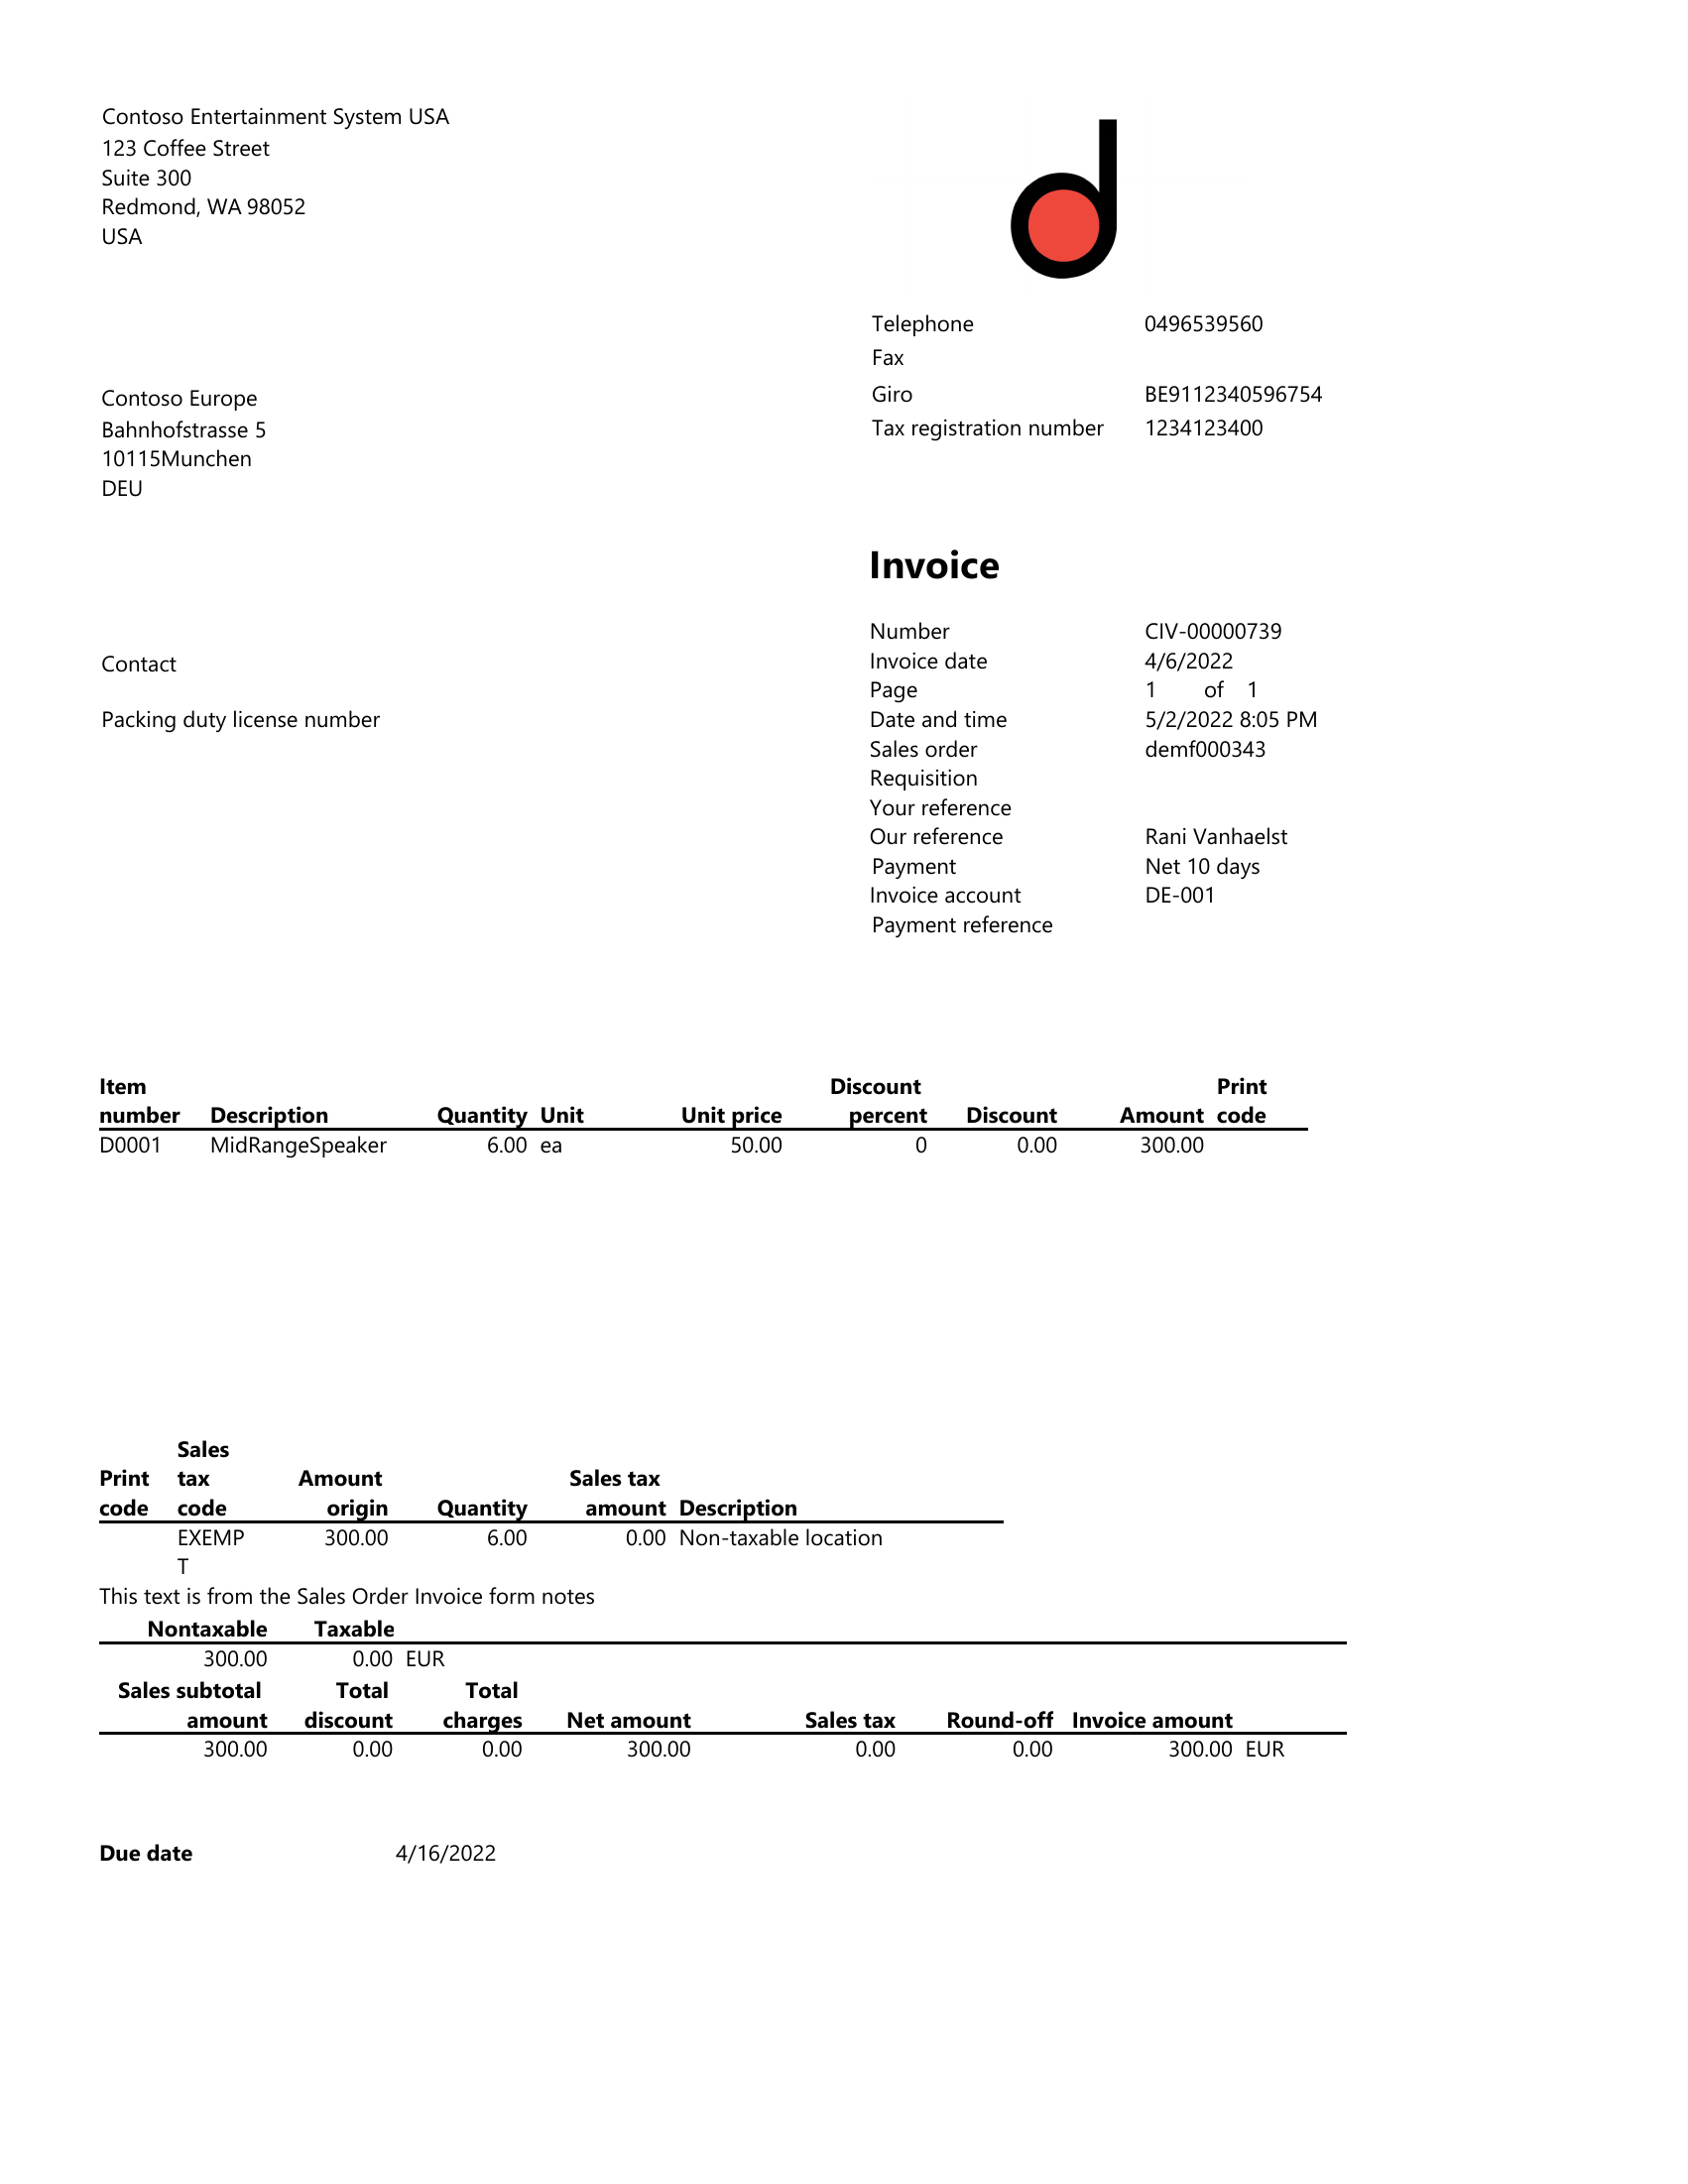 Contoso Entertainment System USA
123 Coffee Street
Suite 300
Redmond, WA 98052
USA
Telephone 0496539560
Fax
Giro BE9112340596754
Tax registration number 1234123400
Contoso Europe
Bahnhofstrasse 5
10115Munchen
DEU
Invoice
Number CIV-00000739
Invoice date 4/6/2022
Page 1 of 1
Date and time 5/2/2022 8:05 PM
Sales order demf000343
Requisition
Your reference
Our reference Rani Vanhaelst
Payment Net 10 days
Invoice account DE-001
Payment reference
Contact
Packing duty license number
Item Discount Print
number Description Quantity Unit Unit price percent Discount Amount code
D0001 MidRangeSpeaker 6.00 ea 50.00 0 0.00 300.00
Sales
Print tax Amount Sales tax
code code origin Quantity amount Description
EXEMP 300.00 6.00 0.00 Non-taxable location
T
This text is from the Sales Order Invoice form notes
Nontaxable Taxable
300.00 0.00 EUR
Sales subtotal Total Total
amount discount charges Net amount Sales tax Round-off Invoice amount
300.00 0.00 0.00 300.00 0.00 0.00 300.00 EUR
Due date 4/16/2022